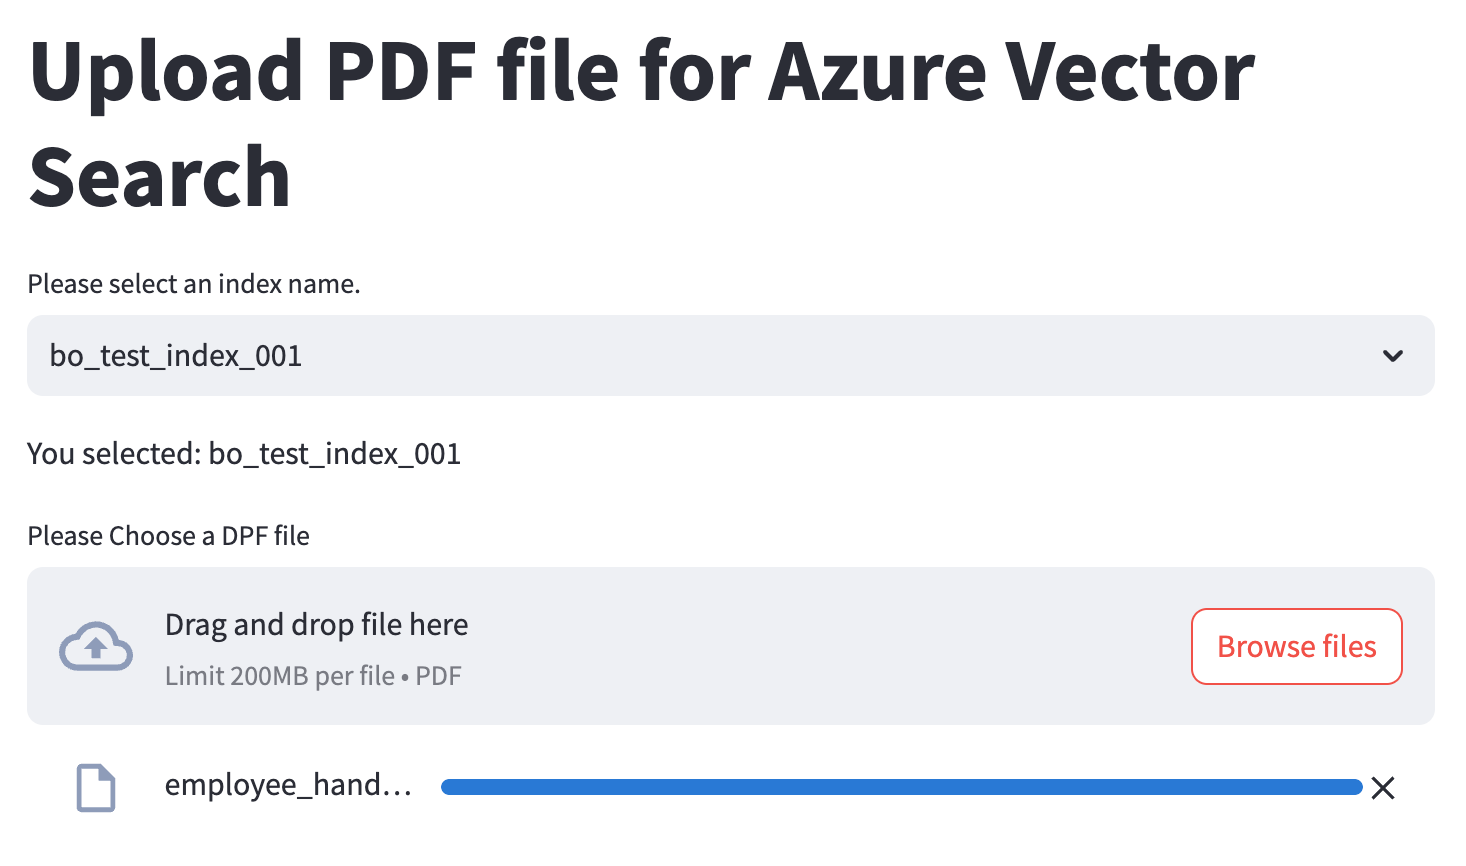 Upload PDF file for Azure Vector
Search
Please select an index name.
bo_test_index_001
You selected: bo_test_index_001
Please Choose a DPF file
Drag and drop file here
Limit 200MB per file • PDF
Browse files
employee_hand...